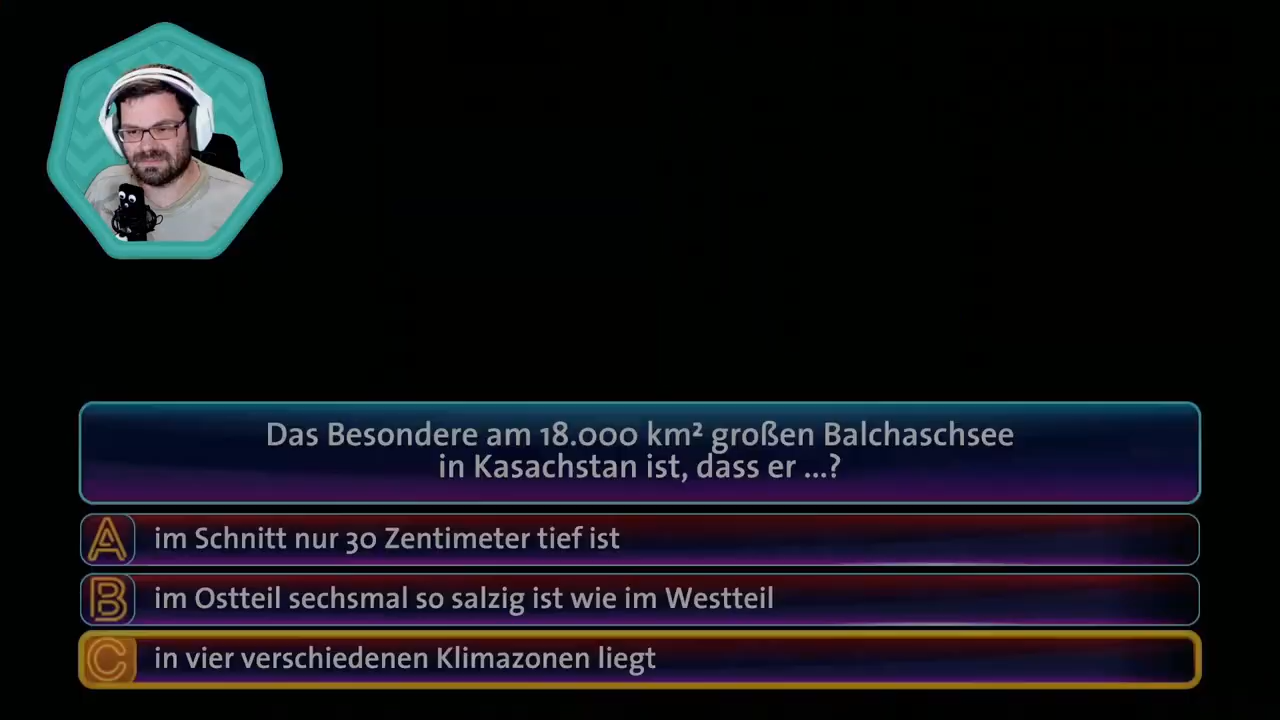 Das Besondere am 18.000 km² großen Balchaschsee
in Kasachstan ist, dass er ...?
A im Schnitt nur 30 Zentimeter tief ist
B im Ostteil sechsmal so salzig ist wie im Westteil
C in vier verschiedenen Klimazonen liegt